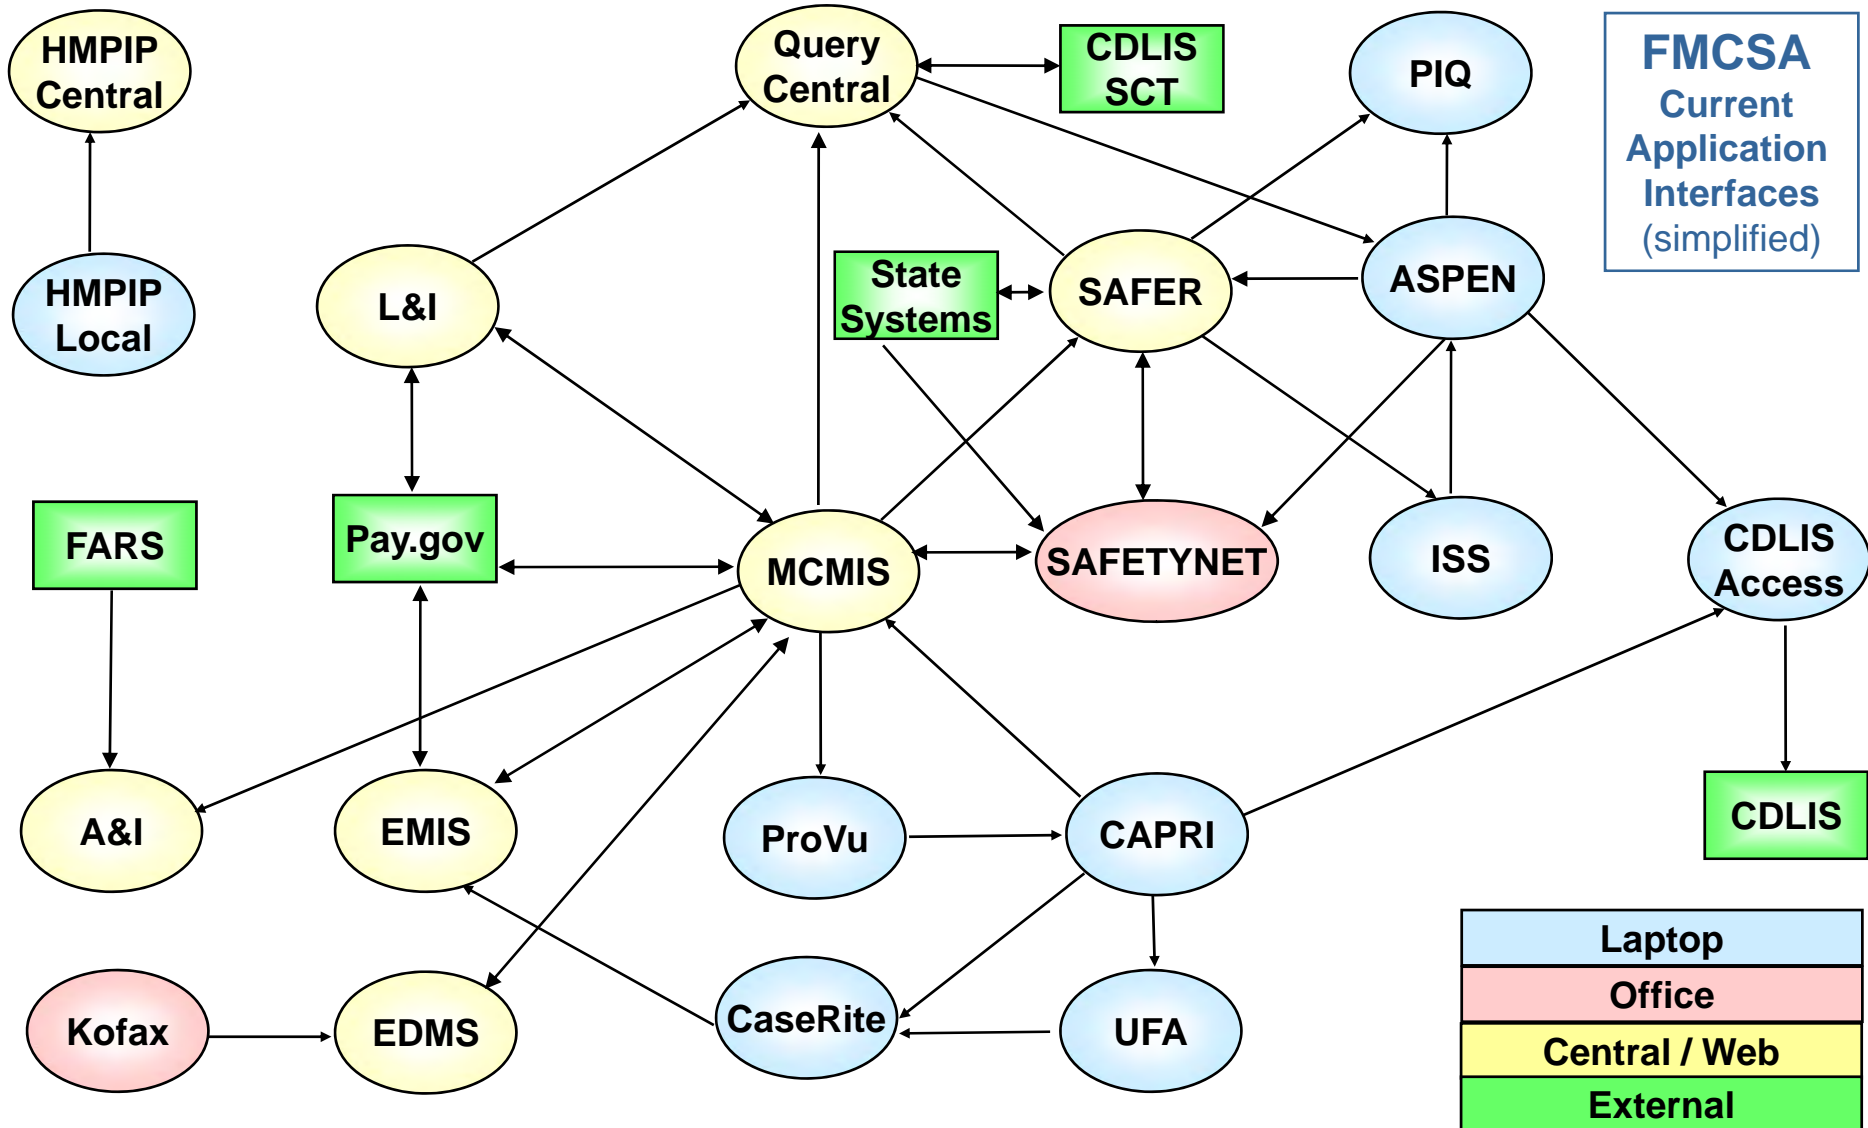 HMPIP
Central
Query
Central
CDLIS
SCT
PIQ
FMCSA
Current
Application
Interfaces
(simplified)
HMPIP
Local
L&I
State
Systems
SAFER
ASPEN
FARS
Pay.gov
MCMIS
SAFETYNET
ISS
CDLIS
Access
A&I
EMIS
ProVu
CAPRI
CDLIS
Kofax
EDMS
CaseRite
UFA
Laptop
Office
Central / Web
External